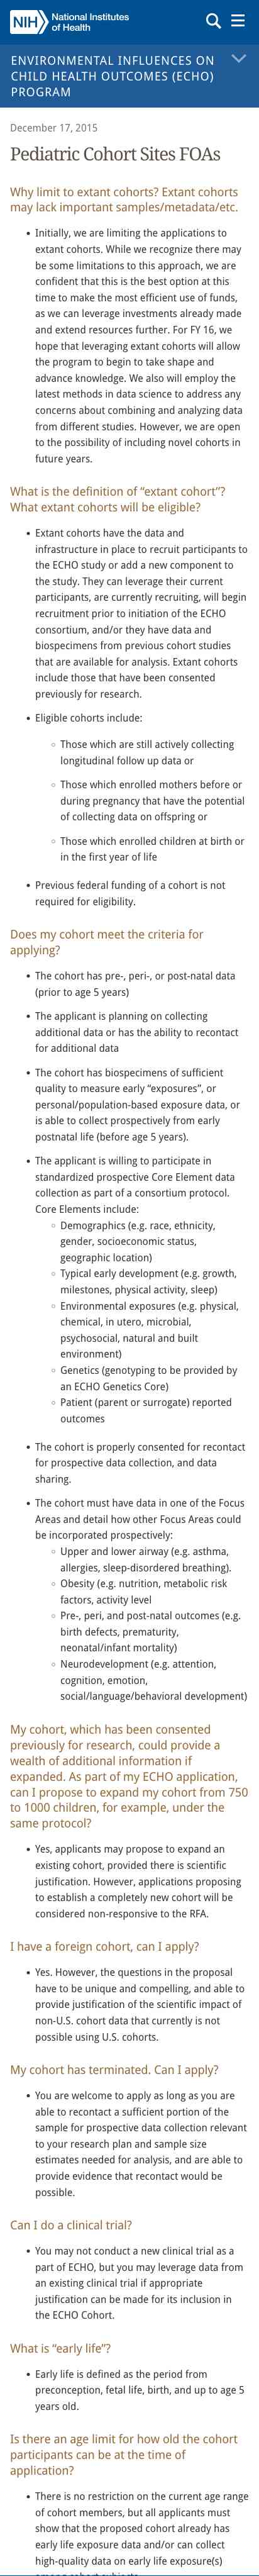 NIH National Institutes
of Health
ENVIRONMENTAL INFLUENCES ON
CHILD HEALTH OUTCOMES (ECHO)
PROGRAM
December 17, 2015
Pediatric Cohort Sites FOAs
Why limit to extant cohorts? Extant cohorts
may lack important samples/metadata/etc.
• Initially, we are limiting the applications to
extant cohorts. While we recognize there may
be some limitations to this approach, we are
confident that this is the best option at this
time to make the most efficient use of funds,
as we can leverage investments already made
and extend resources further. For FY 16, we
hope that leveraging extant cohorts will allow
the program to begin to take shape and
advance knowledge. We also will employ the
latest methods in data science to address any
concerns about combining and analyzing data
from different studies. However, we are open
to the possibility of including novel cohorts in
future years.
What is the definition of “extant cohort”?
What extant cohorts will be eligible?
• Extant cohorts have the data and
infrastructure in place to recruit participants to
the ECHO study or add a new component to
the study. They can leverage their current
participants, are currently recruiting, will begin
recruitment prior to initiation of the ECHO
consortium, and/or they have data and
biospecimens from previous cohort studies
that are available for analysis. Extant cohorts
include those that have been consented
previously for research.
• Eligible cohorts include:
○ Those which are still actively collecting
longitudinal follow up data or
○ Those which enrolled mothers before or
during pregnancy that have the potential
of collecting data on offspring or
○ Those which enrolled children at birth or
in the first year of life
• Previous federal funding of a cohort is not
required for eligibility.
Does my cohort meet the criteria for
applying?
• The cohort has pre-, peri-, or post-natal data
(prior to age 5 years)
• The applicant is planning on collecting
additional data or has the ability to recontact
for additional data
• The cohort has biospecimens of sufficient
quality to measure early “exposures”, or
personal/population-based exposure data, or
is able to collect prospectively from early
postnatal life (before age 5 years).
• The applicant is willing to participate in
standardized prospective Core Element data
collection as part of a consortium protocol.
Core Elements include:
○ Demographics (e.g. race, ethnicity,
gender, socioeconomic status,
geographic location)
○ Typical early development (e.g. growth,
milestones, physical activity, sleep)
○ Environmental exposures (e.g. physical,
chemical, in utero, microbial,
psychosocial, natural and built
environment)
○ Genetics (genotyping to be provided by
an ECHO Genetics Core)
○ Patient (parent or surrogate) reported
outcomes
• The cohort is properly consented for recontact
for prospective data collection, and data
sharing.
• The cohort must have data in one of the Focus
Areas and detail how other Focus Areas could
be incorporated prospectively:
○ Upper and lower airway (e.g. asthma,
allergies, sleep-disordered breathing).
○ Obesity (e.g. nutrition, metabolic risk
factors, activity level
○ Pre-, peri, and post-natal outcomes (e.g.
birth defects, prematurity,
neonatal/infant mortality)
○ Neurodevelopment (e.g. attention,
cognition, emotion,
social/language/behavioral development)
My cohort, which has been consented
previously for research, could provide a
wealth of additional information if
expanded. As part of my ECHO application,
can I propose to expand my cohort from 750
to 1000 children, for example, under the
same protocol?
• Yes, applicants may propose to expand an
existing cohort, provided there is scientific
justification. However, applications proposing
to establish a completely new cohort will be
considered non-responsive to the RFA.
I have a foreign cohort, can I apply?
• Yes. However, the questions in the proposal
have to be unique and compelling, and able to
provide justification of the scientific impact of
non-U.S. cohort data that currently is not
possible using U.S. cohorts.
My cohort has terminated. Can I apply?
• You are welcome to apply as long as you are
able to recontact a sufficient portion of the
sample for prospective data collection relevant
to your research plan and sample size
estimates needed for analysis, and are able to
provide evidence that recontact would be
possible.
Can I do a clinical trial?
• You may not conduct a new clinical trial as a
part of ECHO, but you may leverage data from
an existing clinical trial if appropriate
justification can be made for its inclusion in
the ECHO Cohort.
What is “early life”?
• Early life is defined as the period from
preconception, fetal life, birth, and up to age 5
years old.
Is there an age limit for how old the cohort
participants can be at the time of
application?
• There is no restriction on the current age range
of cohort members, but all applicants must
show that the proposed cohort already has
early life exposure data and/or can collect
high-quality data on early life exposure(s)